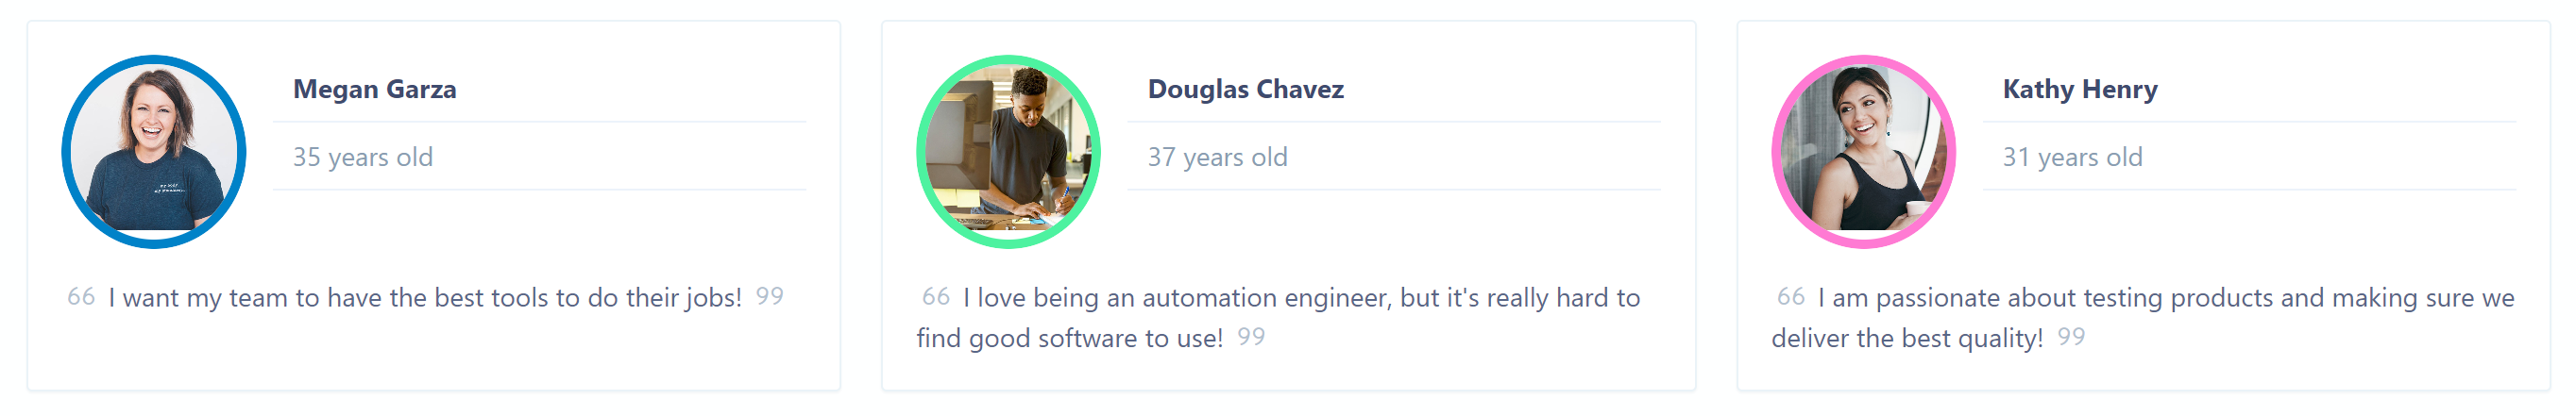 Megan Garza
35 years old
66 I want my team to have the best tools to do their jobs! 99
Douglas Chavez
37 years old
66 I love being an automation engineer, but it's really hard to
find good software to use! 99
Kathy Henry
31 years old
66 I am passionate about testing products and making sure we
deliver the best quality! 99